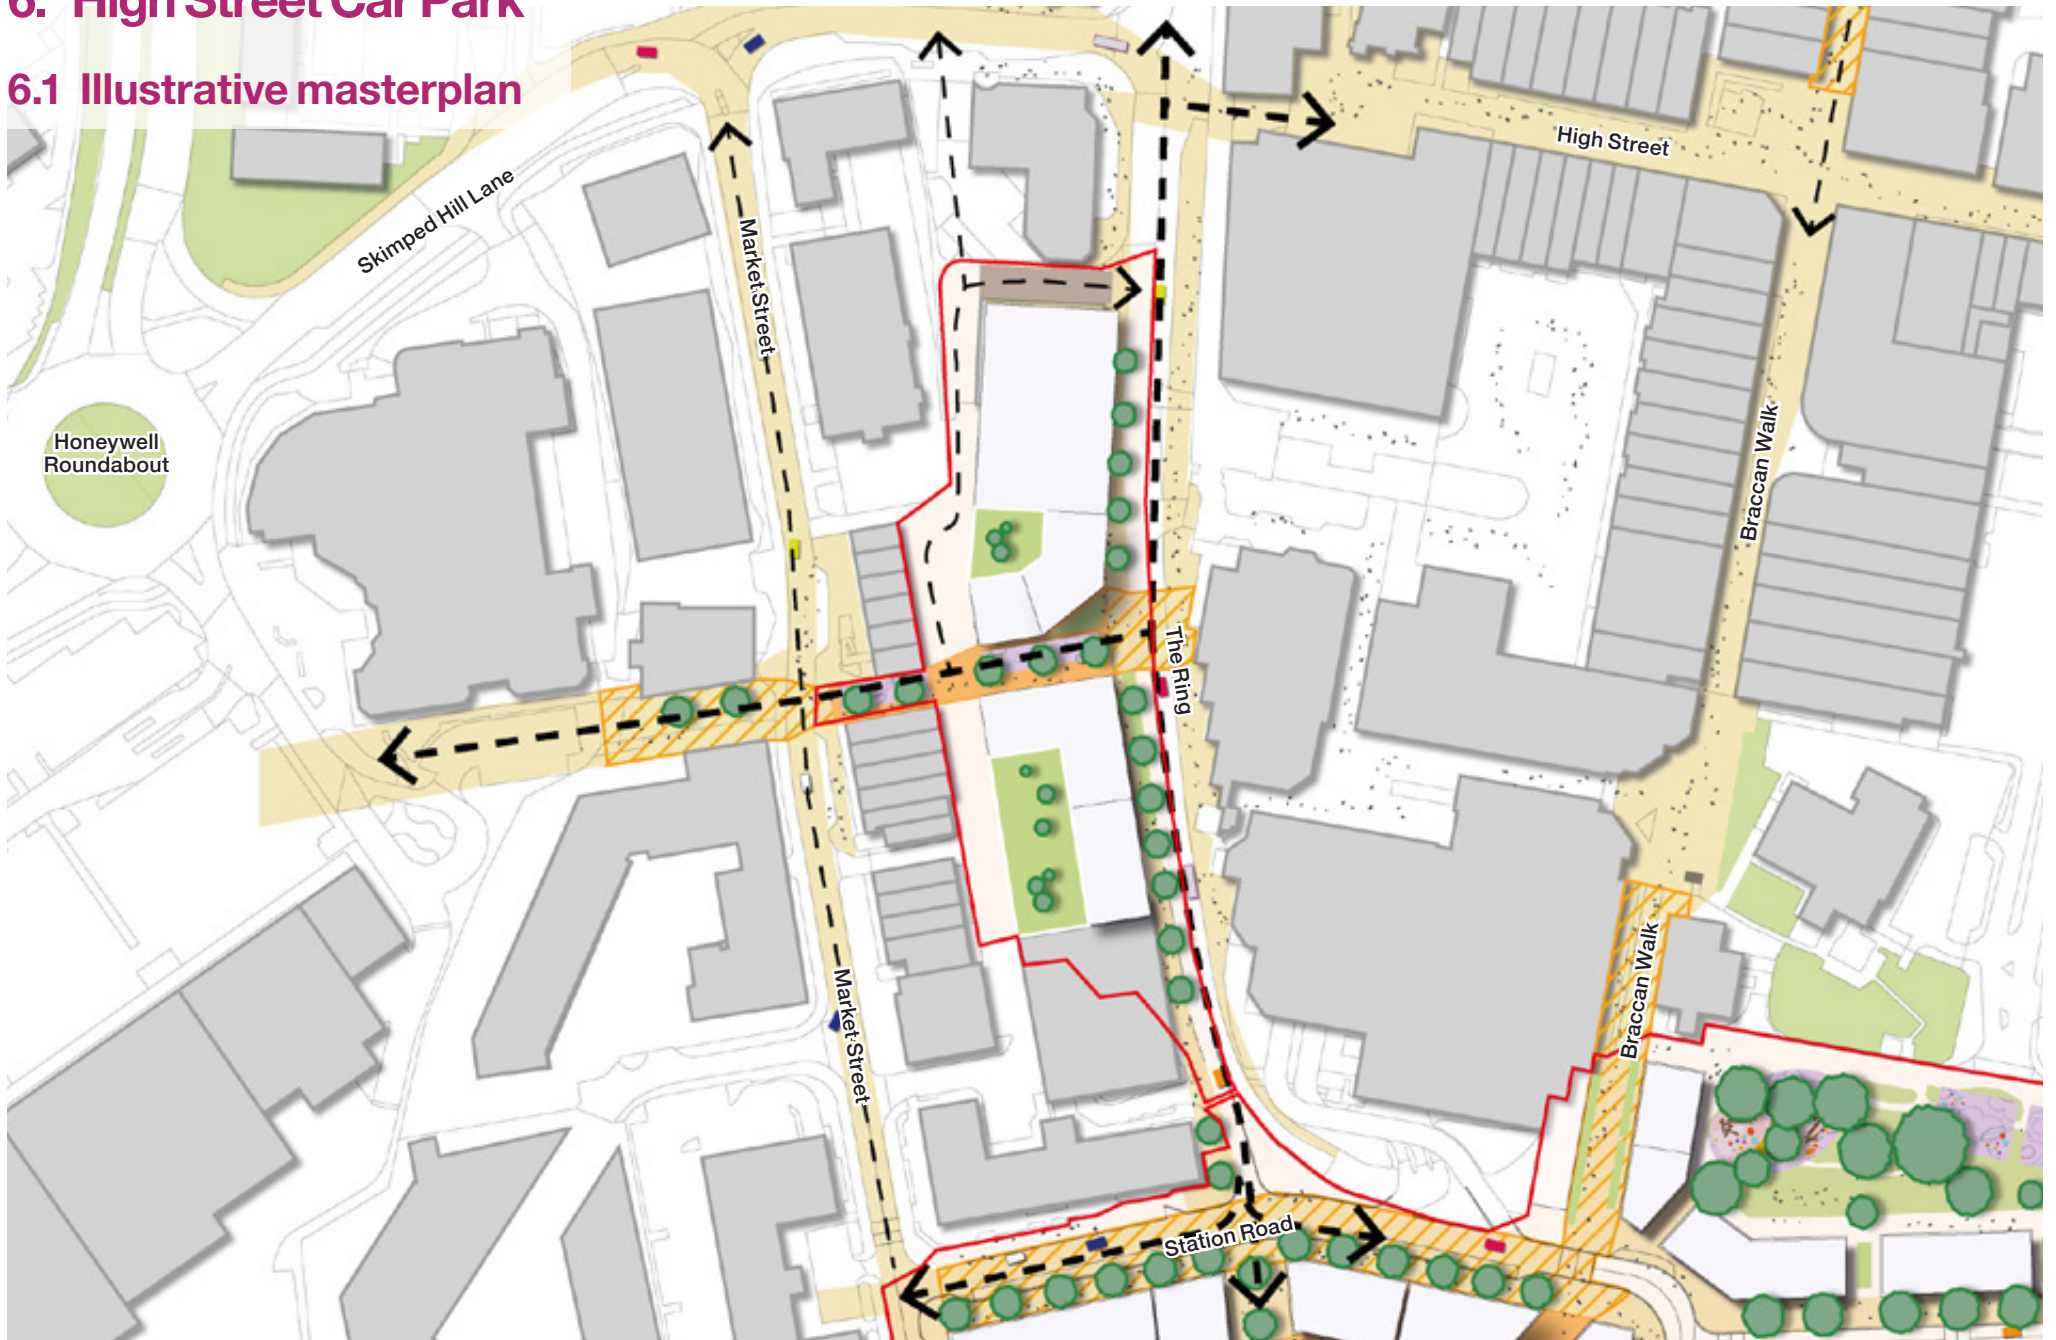 6. High Street Car Park
6.1 Illustrative masterplan
High Street
Skimped Hill Lane
Market Street
Honeywell
Roundabout
Braccan Walk
The Ring
Braccan Walk
Market Street
Station Road